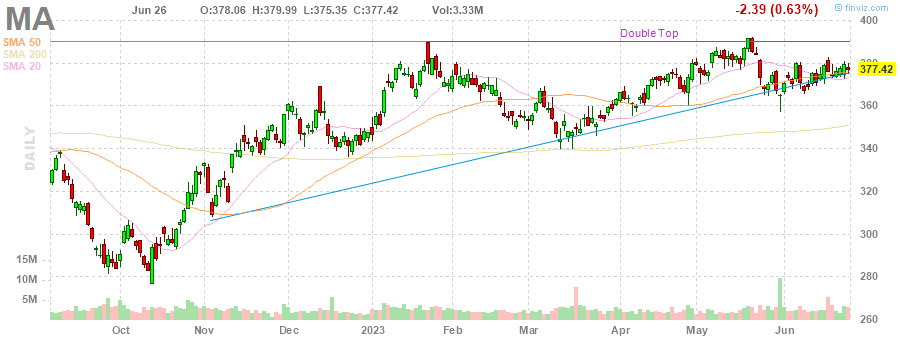 MA Jun 26 O:378.06 H:379.99 L:375.35 C:377.42 Vol:3.33M -2.39 (0.63%) © finviz.com
SMA 50
SMA 200
SMA 20
Double Top
DAILY
400
380
377.42
360
340
320
300
280
260
15M
10M
5M
Oct Nov Dec 2023 Feb Mar Apr May Jun